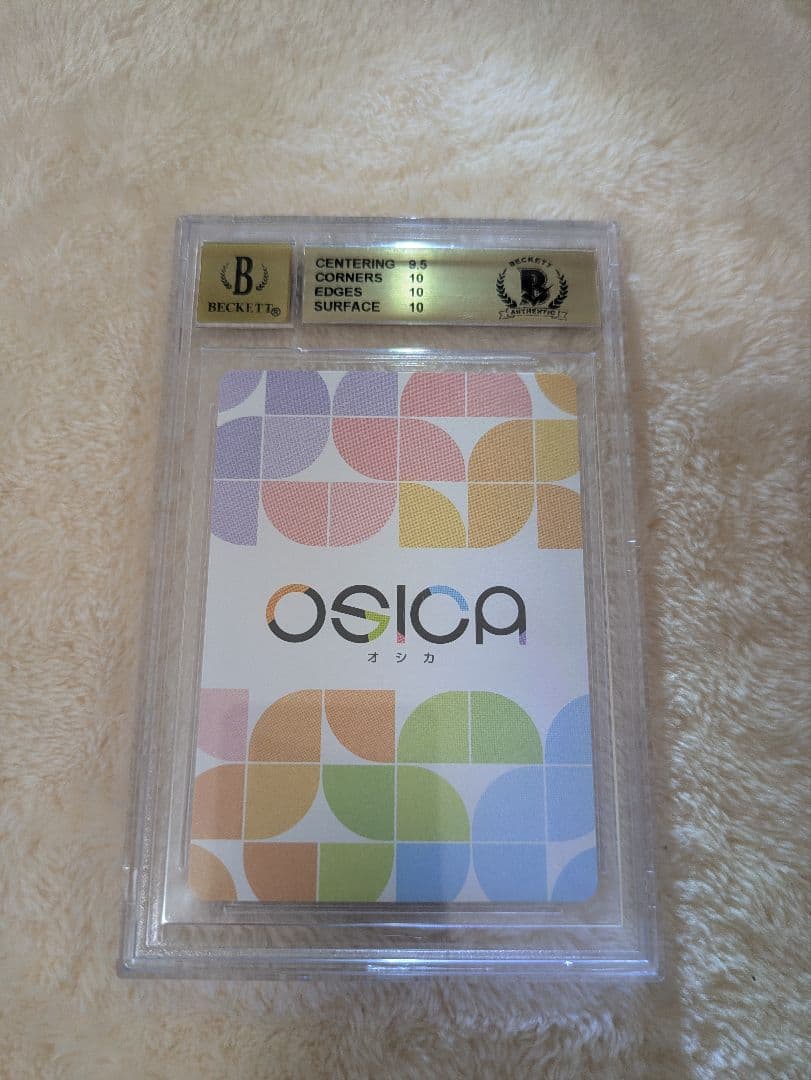 B
BECKETT®
CENTERING 9.5
CORNERS 10
EDGES 10
SURFACE 10
BECKETT
B
AUTHENTIC
OSICA
オシカ